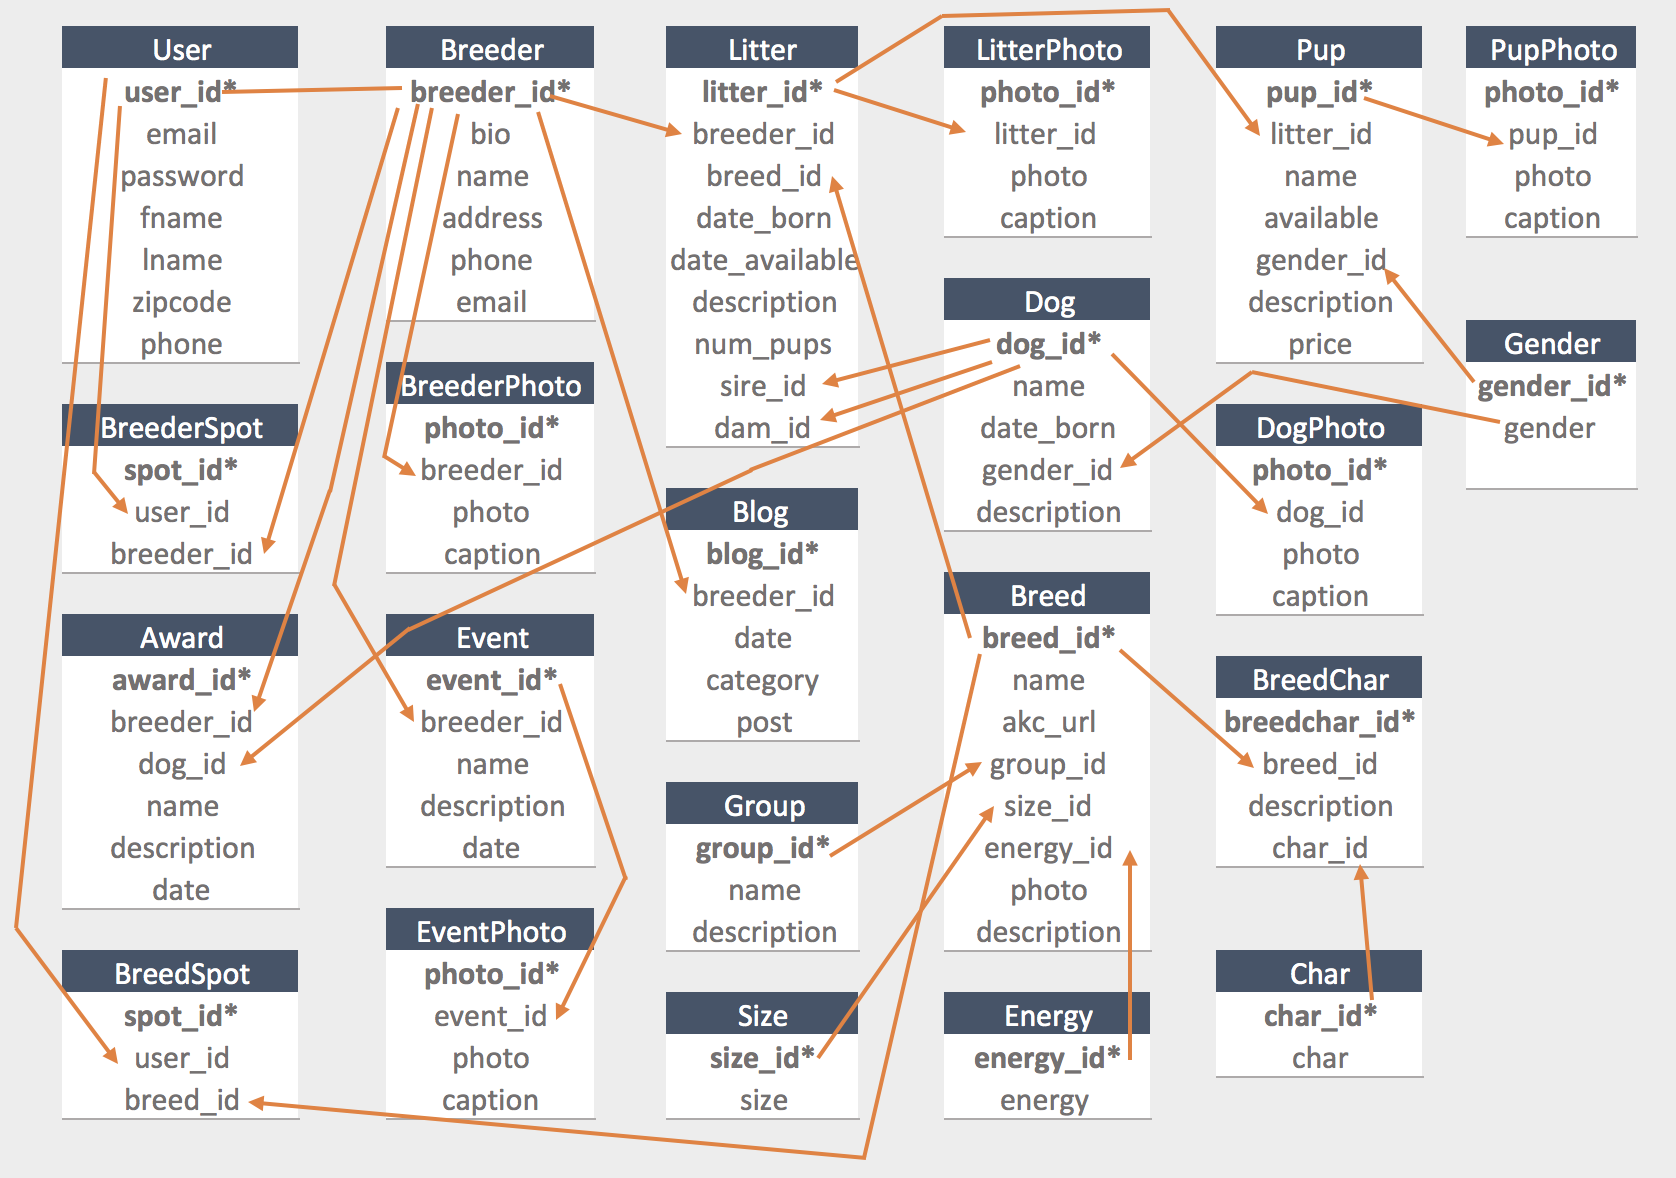 User
user_id*
email
password
fname
lname
zipcode
phone
BreederSpot
spot_id*
user_id
breeder_id
Award
award_id*
breeder_id
dog_id
name
description
date
BreedSpot
spot_id*
user_id
breed_id
Breeder
breeder_id*
bio
name
address
phone
email
BreederPhoto
photo_id*
breeder_id
photo
caption
Event
event_id*
breeder_id
name
description
date
EventPhoto
photo_id*
event_id
photo
caption
Litter
litter_id*
breeder_id
breed_id
date_born
date_available
description
num_pups
sire_id
dam_id
Blog
blog_id*
breeder_id
date
category
post
Group
group_id*
name
description
Size
size_id*
size
LitterPhoto
photo_id*
litter_id
photo
caption
Dog
dog_id*
name
date_born
gender_id
description
Breed
breed_id*
name
akc_url
group_id
size_id
energy_id
photo
description
Energy
energy_id*
energy
Pup
pup_id*
litter_id
name
available
gender_id
description
price
DogPhoto
photo_id*
dog_id
photo
caption
BreedChar
breedchar_id*
breed_id
description
char_id
Char
char_id*
char
PupPhoto
photo_id*
pup_id
photo
caption
Gender
gender_id*
gender